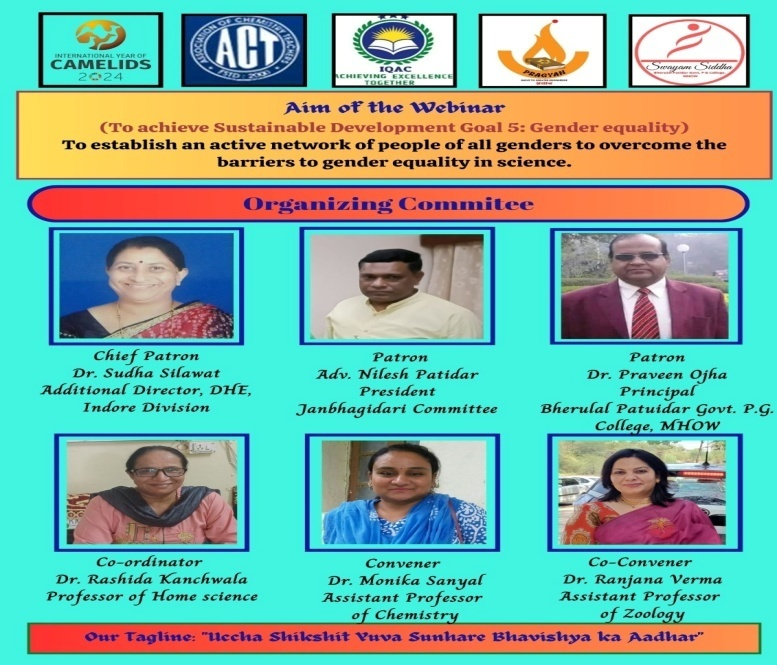 INTERNATIONAL YEAR OF
CAMELIDS
2024
ASSOCIATION OF CHEMISTRY TEACHERS
ACT
ESTD - 2000
IQAC
ACHIEVING EXCELLENCE
TOGETHER
PRAGYAN
Swayam Siddha
Bherulal Patidar Govt. P.G. College,
Aim of the Webinar
(To achieve Sustainable Development Goal 5: Gender equality)
To establish an active network of people of all genders to overcome the
barriers to gender equality in science.
Organizing Commitee
Chief Patron
Dr. Sudha Silawat
Additional Director, DHE,
Indore Division
Patron
Adv. Nilesh Patidar
President
Janbhagidari Committee
Patron
Dr. Praveen Ojha
Principal
Bherulal Patuidar Govt. P.G.
College, MHOW
Co-ordinator
Dr. Rashida Kanchwala
Professor of Home science
Convener
Dr. Monika Sanyal
Assistant Professor
of Chemistry
Co-Convener
Dr. Ranjana Verma
Assistant Professor
of Zoology
Our Tagline: "Uccha Shikshit Yuva Sunhare Bhavishya ka Aadhar"